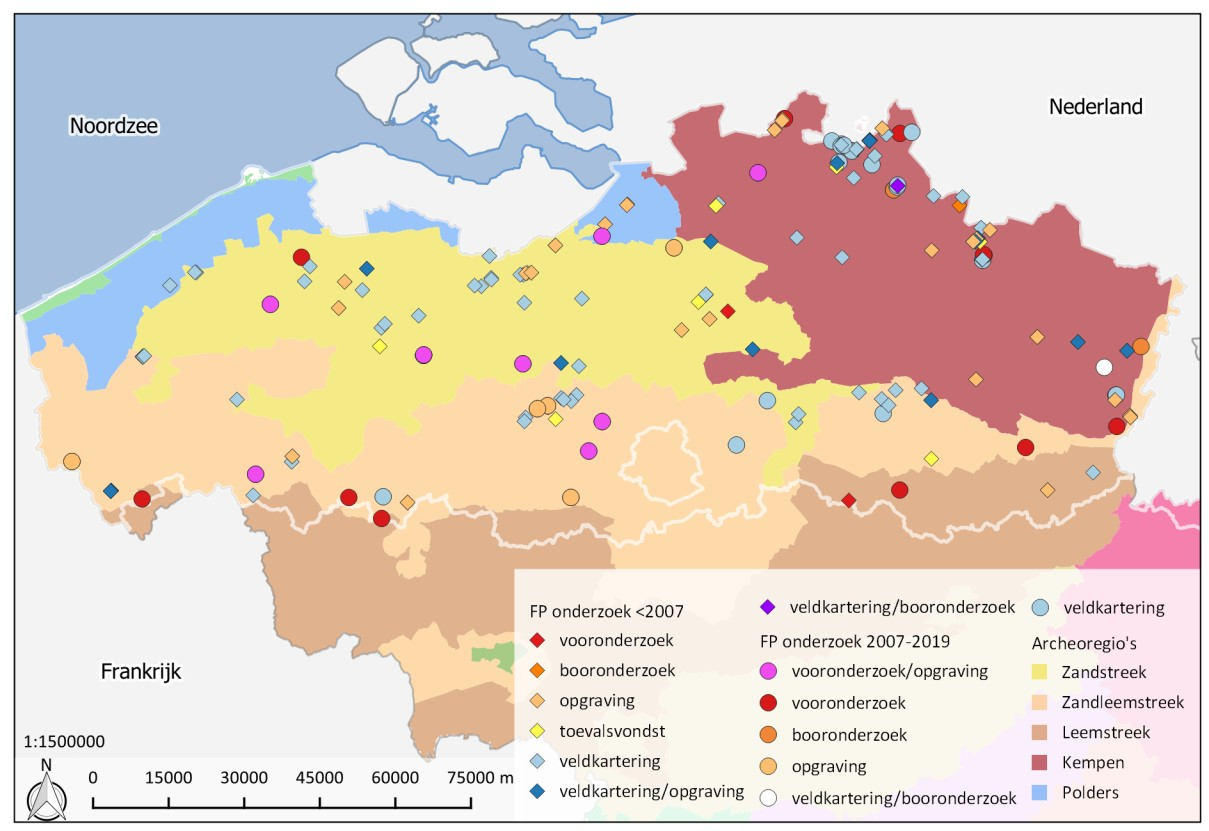 Noordzee
Nederland
Frankrijk
1:1500000
N
0 15000 30000 45000 60000 75000 m
FP onderzoek <2007
vooronderzoek
booronderzoek
opgraving
toevalsvondst
veldkartering
veldkartering/opgraving
veldkartering/booronderzoek
FP onderzoek 2007-2019
vooronderzoek/opgraving
vooronderzoek
booronderzoek
opgraving
veldkartering/booronderzoek
veldkartering
Archeoregio's
Zandstreek
Zandleemstreek
Leemstreek
Kempen
Polders